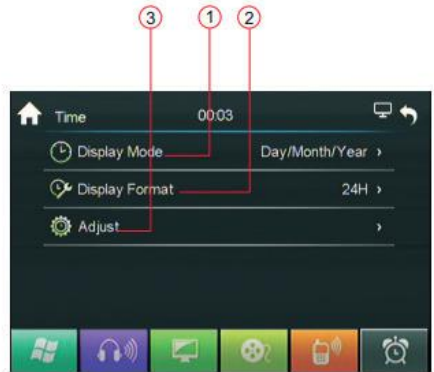 3 1 2
Time 00:03
Display Mode Day/Month/Year ›
Display Format 24H ›
Adjust ›